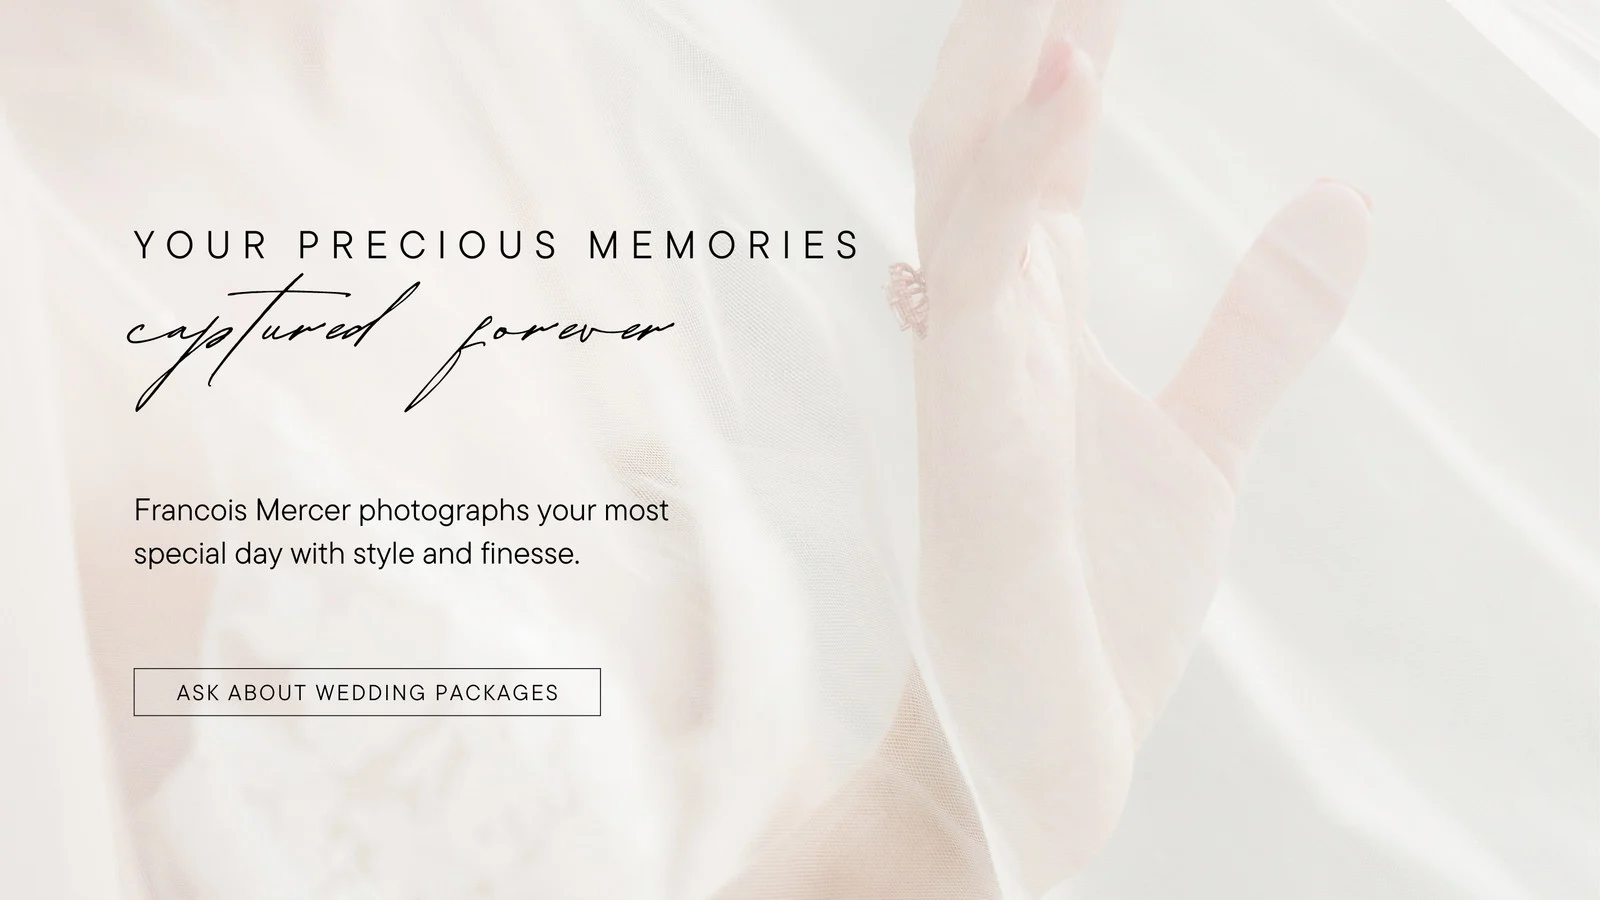 YOUR PRECIOUS MEMORIES
captured forever
Francois Mercer photographs your most
special day with style and finesse.
ASK ABOUT WEDDING PACKAGES